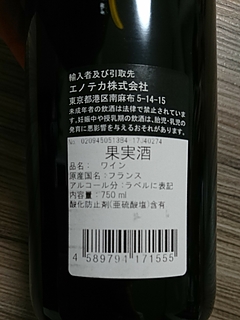 輸入者及び引取先
エノテカ株式会社
東京都港区南麻布5-14-15
未成年者の飲酒は法律で禁止されていま
す。妊娠中や授乳期の飲酒は、胎児・乳児の
発育に悪影響を与えるおそれがあります。
果実酒
品名： ワイン
原産国名：フランス
アルコール分：ラベルに表記
内容量：750 ml
酸化防止剤(亜硫酸塩)含有
4 589791 171555